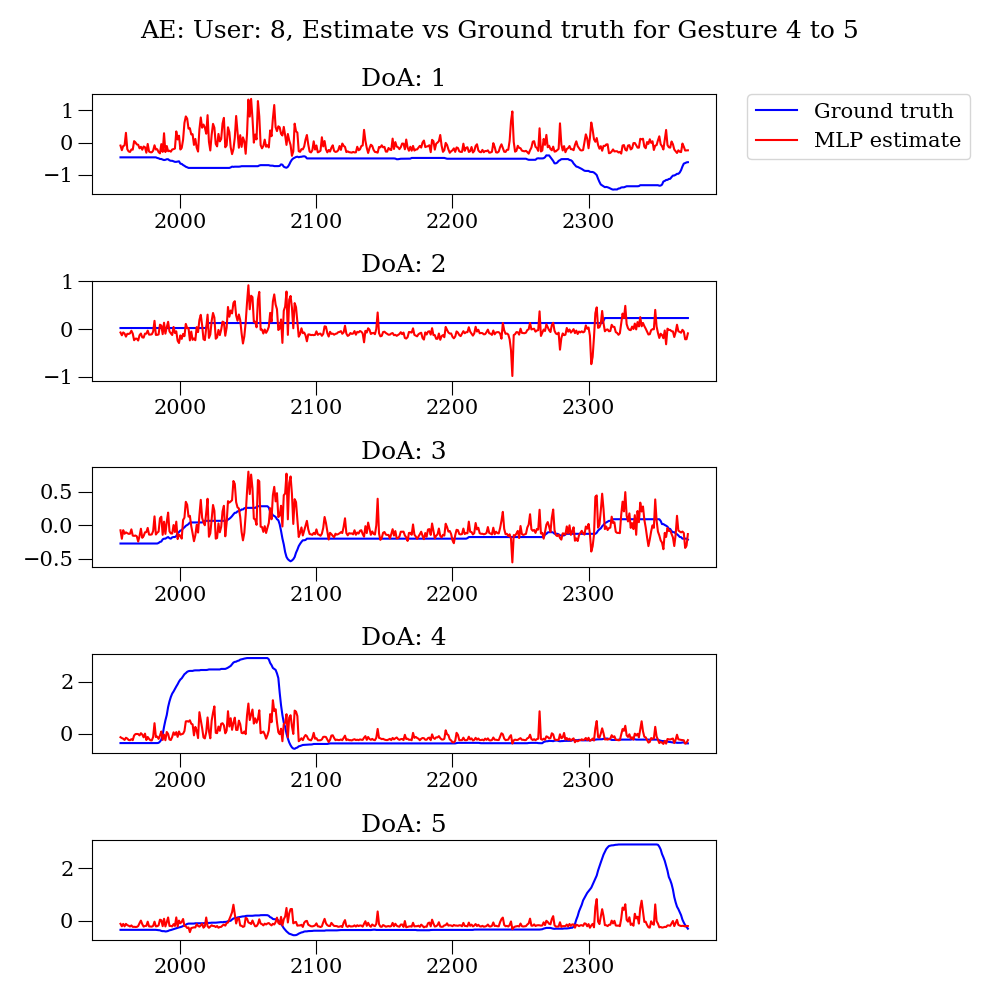 AE: User: 8, Estimate vs Ground truth for Gesture 4 to 5
DoA: 1
Ground truth
MLP estimate
1
0
−1
2000 2100 2200 2300
DoA: 2
1
0
−1
2000 2100 2200 2300
DoA: 3
0.5
0.0
−0.5
2000 2100 2200 2300
DoA: 4
2
0
2000 2100 2200 2300
DoA: 5
2
0
2000 2100 2200 2300